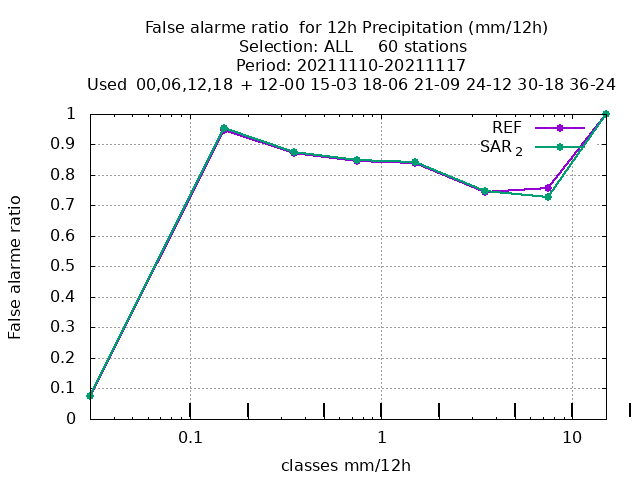 False alarme ratio  for 12h Precipitation (mm/12h)
Selection: ALL     60 stations
Period: 20211110-20211117
Used  00,06,12,18  + 12-00 15-03 18-06 21-09 24-12 30-18 36-24
1
REF
0.9
SAR 2
0.8
0.7
0.6
0.5
0.4
0.3
0.2
0.1
0
False alarme ratio
0.1 1 10
classes mm/12h